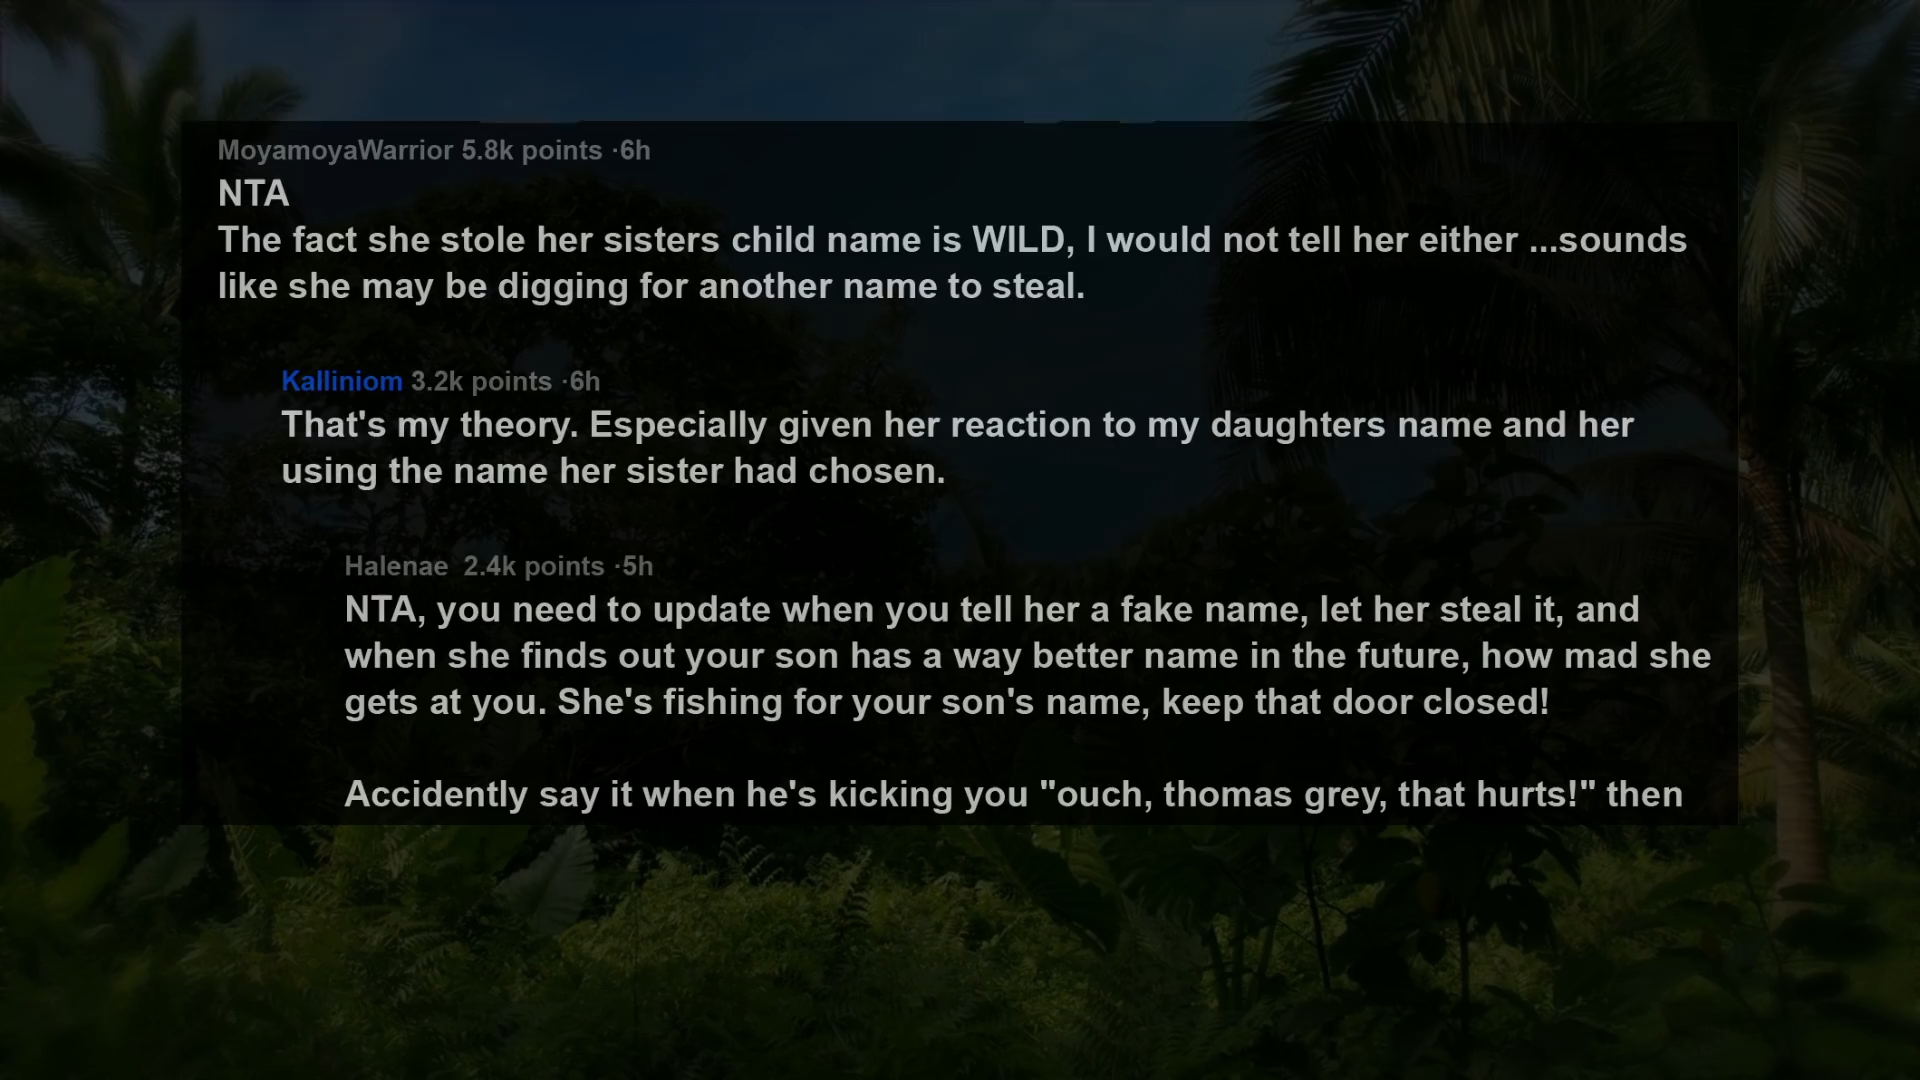 MoyamoyaWarrior 5.8k points ·6h
NTA
The fact she stole her sisters child name is WILD, I would not tell her either ...sounds
like she may be digging for another name to steal.
Kalliniom 3.2k points ·6h
That's my theory. Especially given her reaction to my daughters name and her
using the name her sister had chosen.
Halenae 2.4k points ·5h
NTA, you need to update when you tell her a fake name, let her steal it, and
when she finds out your son has a way better name in the future, how mad she
gets at you. She's fishing for your son's name, keep that door closed!
Accidently say it when he's kicking you "ouch, thomas grey, that hurts!" then